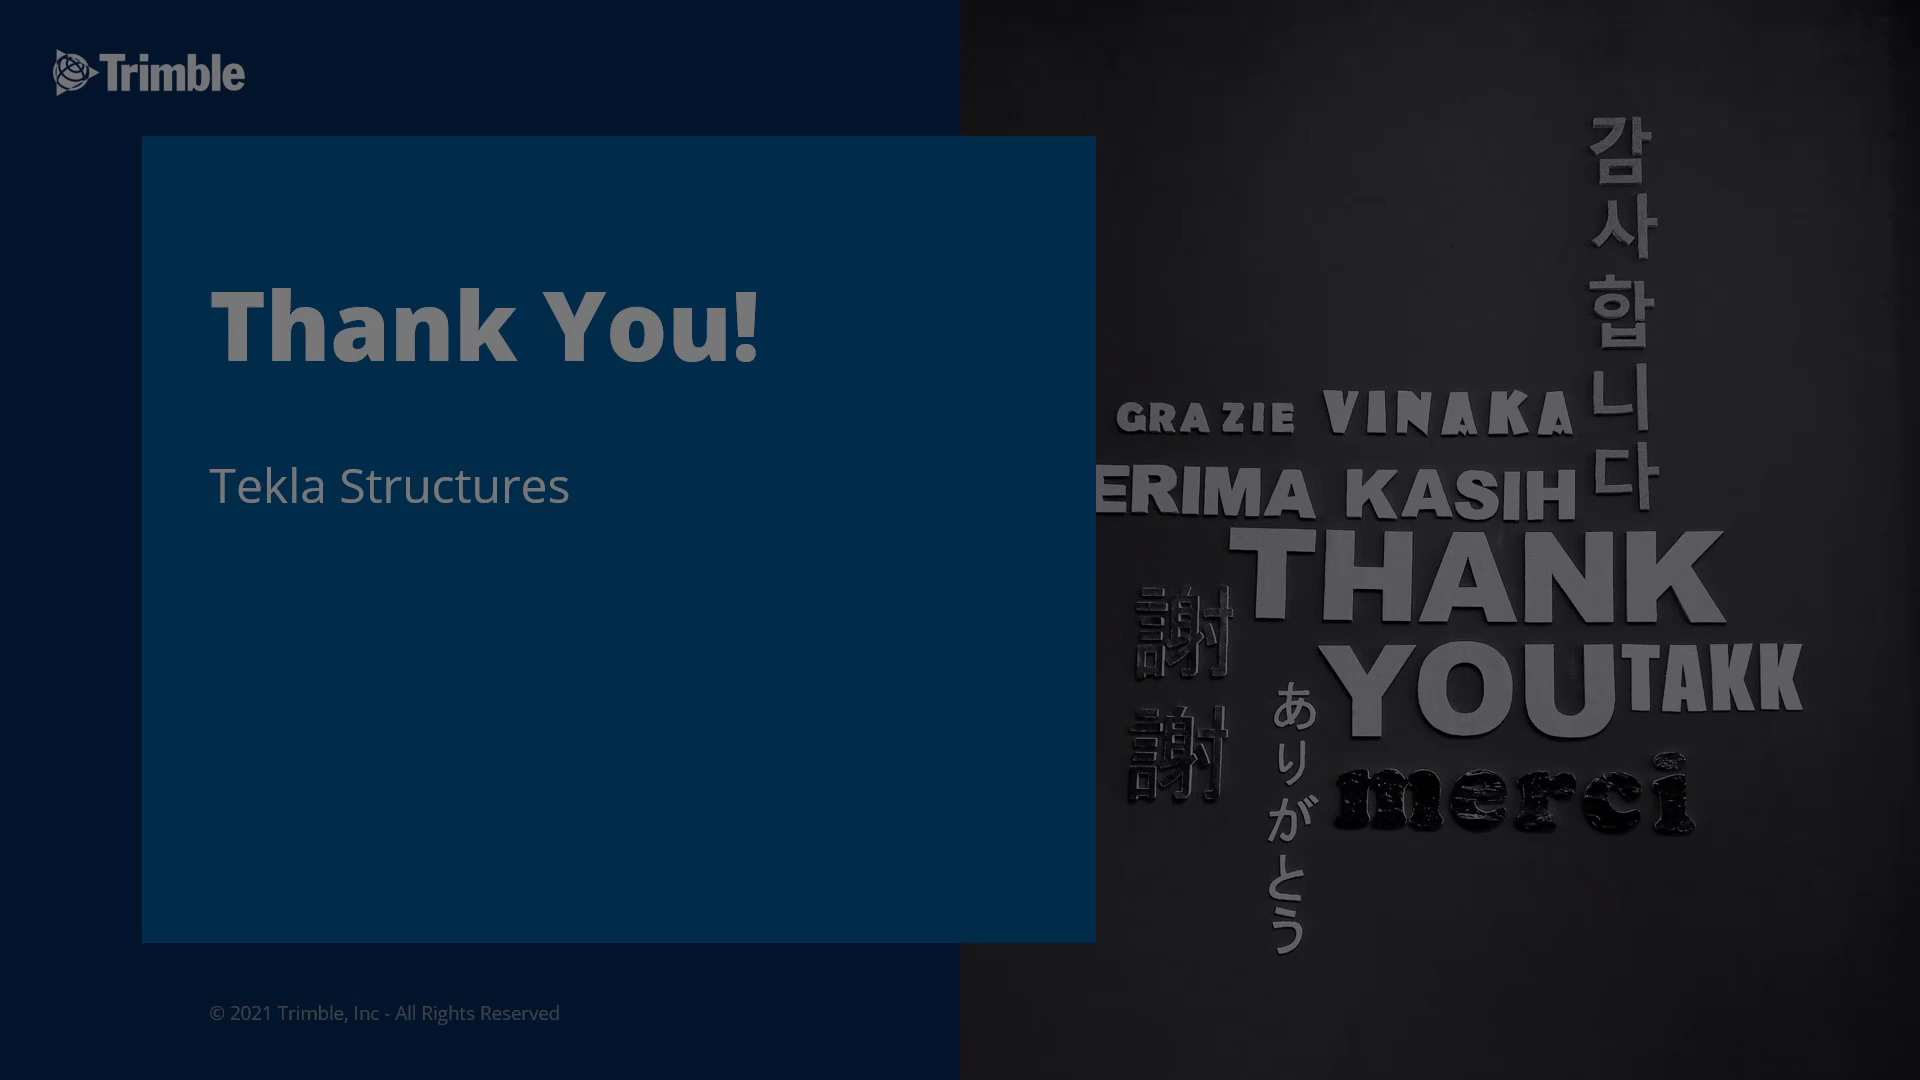 Trimble
Thank You!
Tekla Structures
© 2021 Trimble, Inc - All Rights Reserved
감사합니다
GRAZIE VINAKA
ERIMA KASIH
THANK
YOU TAKK
謝謝
ありがとう
merci